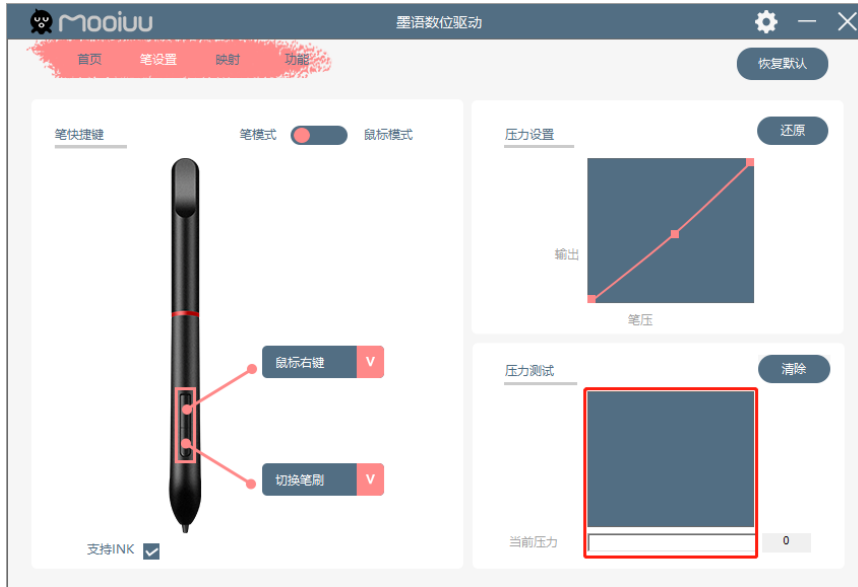 Mooiuu 墨语数位驱动
首页 笔设置 映射 功能 恢复默认
笔快捷键 笔模式 鼠标模式
鼠标右键 V
切换笔刷 V
支持INK
压力设置 还原
输出
笔压
压力测试 清除
当前压力 0